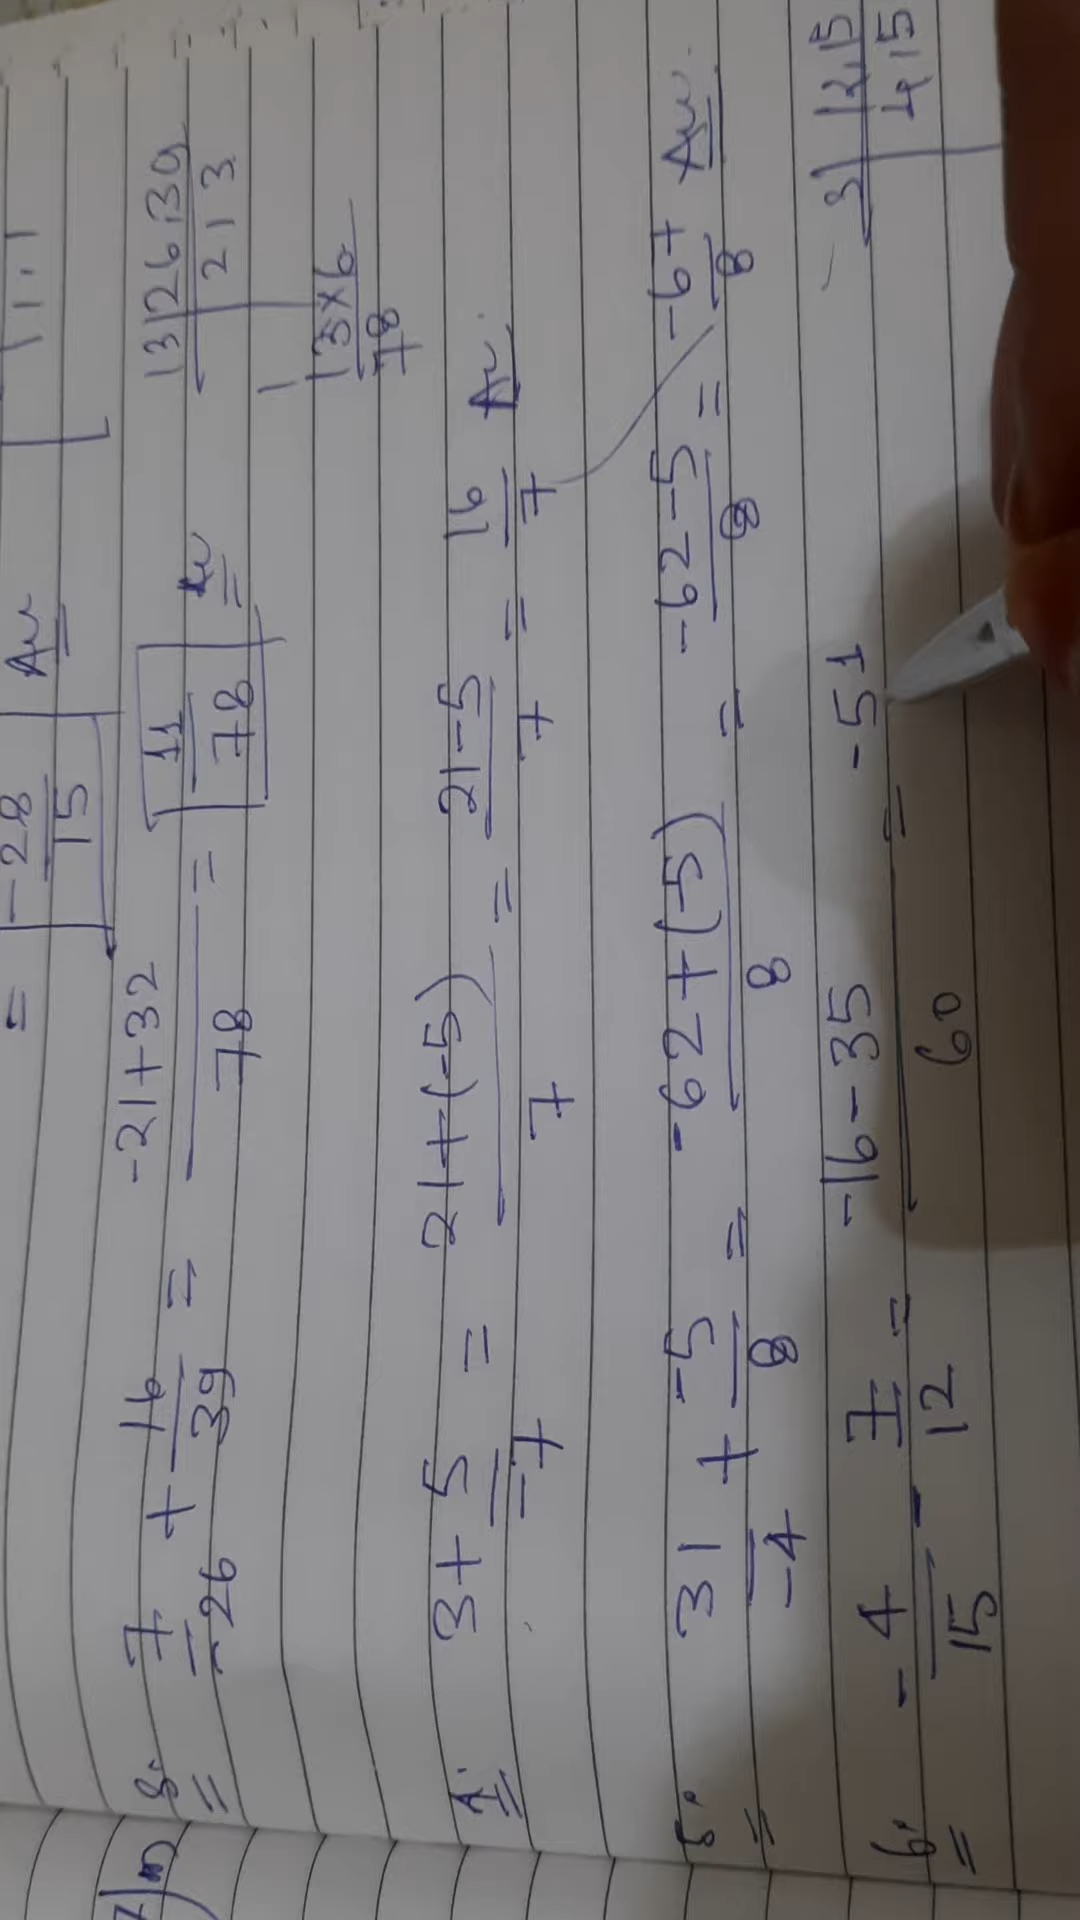 = -28/15 Ans
3. 7/-26 + 16/39 = -21+32/78 = 11/78 Ans
13|26,39
2,3
13×6
78
4. 3+5/-7 = 21+(-5)/7 = 21-5/7 = 16/7 Ans.
5. 31/-4 + -5/8 = -62+(-5)/8 = -62-5/8 = -67/8 Ans.
6. -4/15 - 7/12 = -16-35/60 = -51
3|12,15
4,5